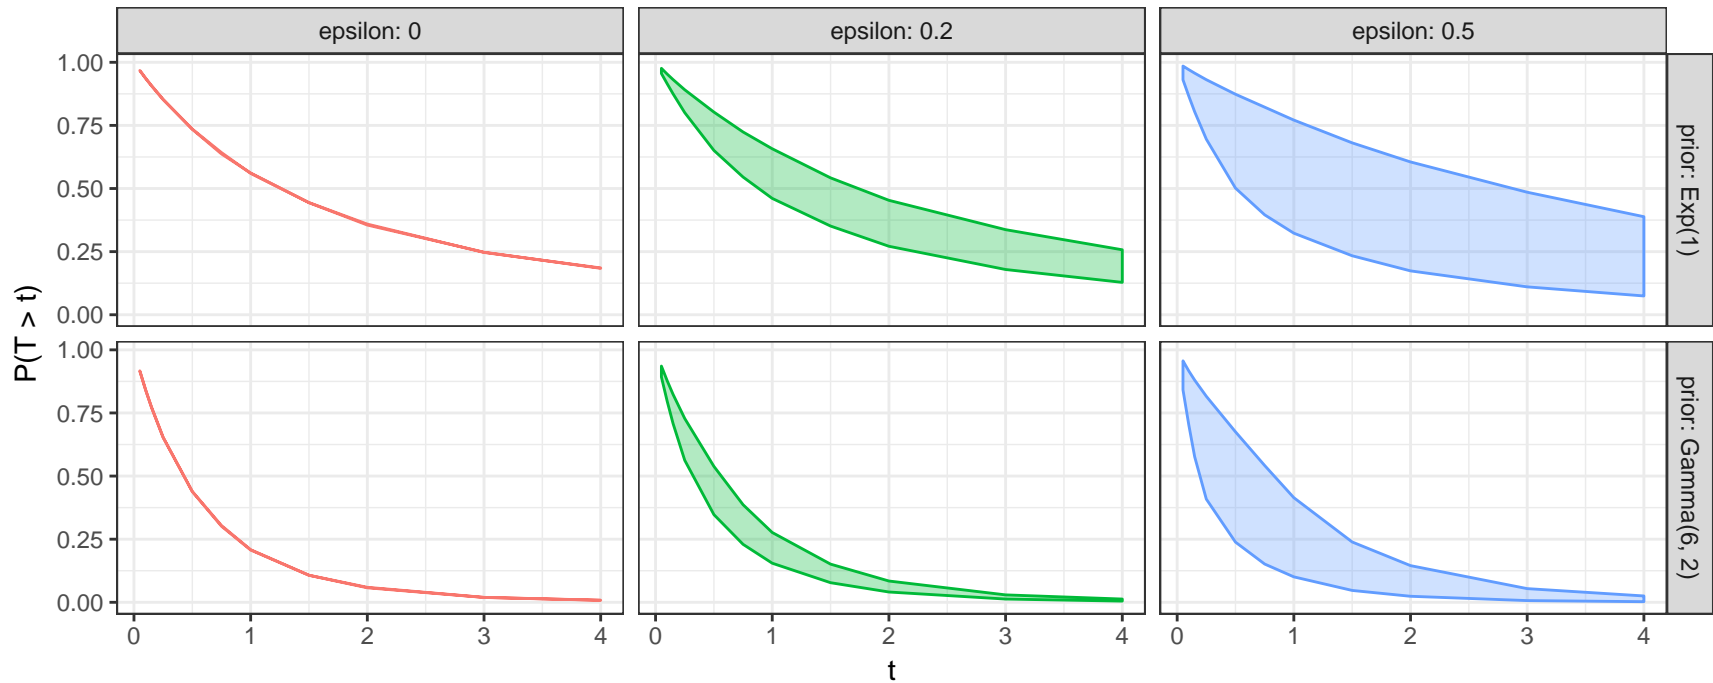 epsilon: 0
epsilon: 0.2
epsilon: 0.5
P(T > t)
1.00
0.75
0.50
0.25
0.00
prior: Exp(1)
1.00
0.75
0.50
0.25
0.00
prior: Gamma(6, 2)
0 1 2 3 4
0 1 2 3 4
0 1 2 3 4
t